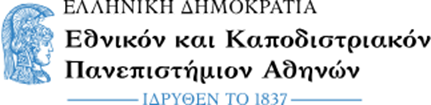 ΕΛΛΗΝΙΚΗ ΔΗΜΟΚΡΑΤΙΑ
Εθνικόν και Καποδιστριακόν
Πανεπιστήμιον Αθηνών
ΙΔΡΥΘΕΝ ΤΟ 1837